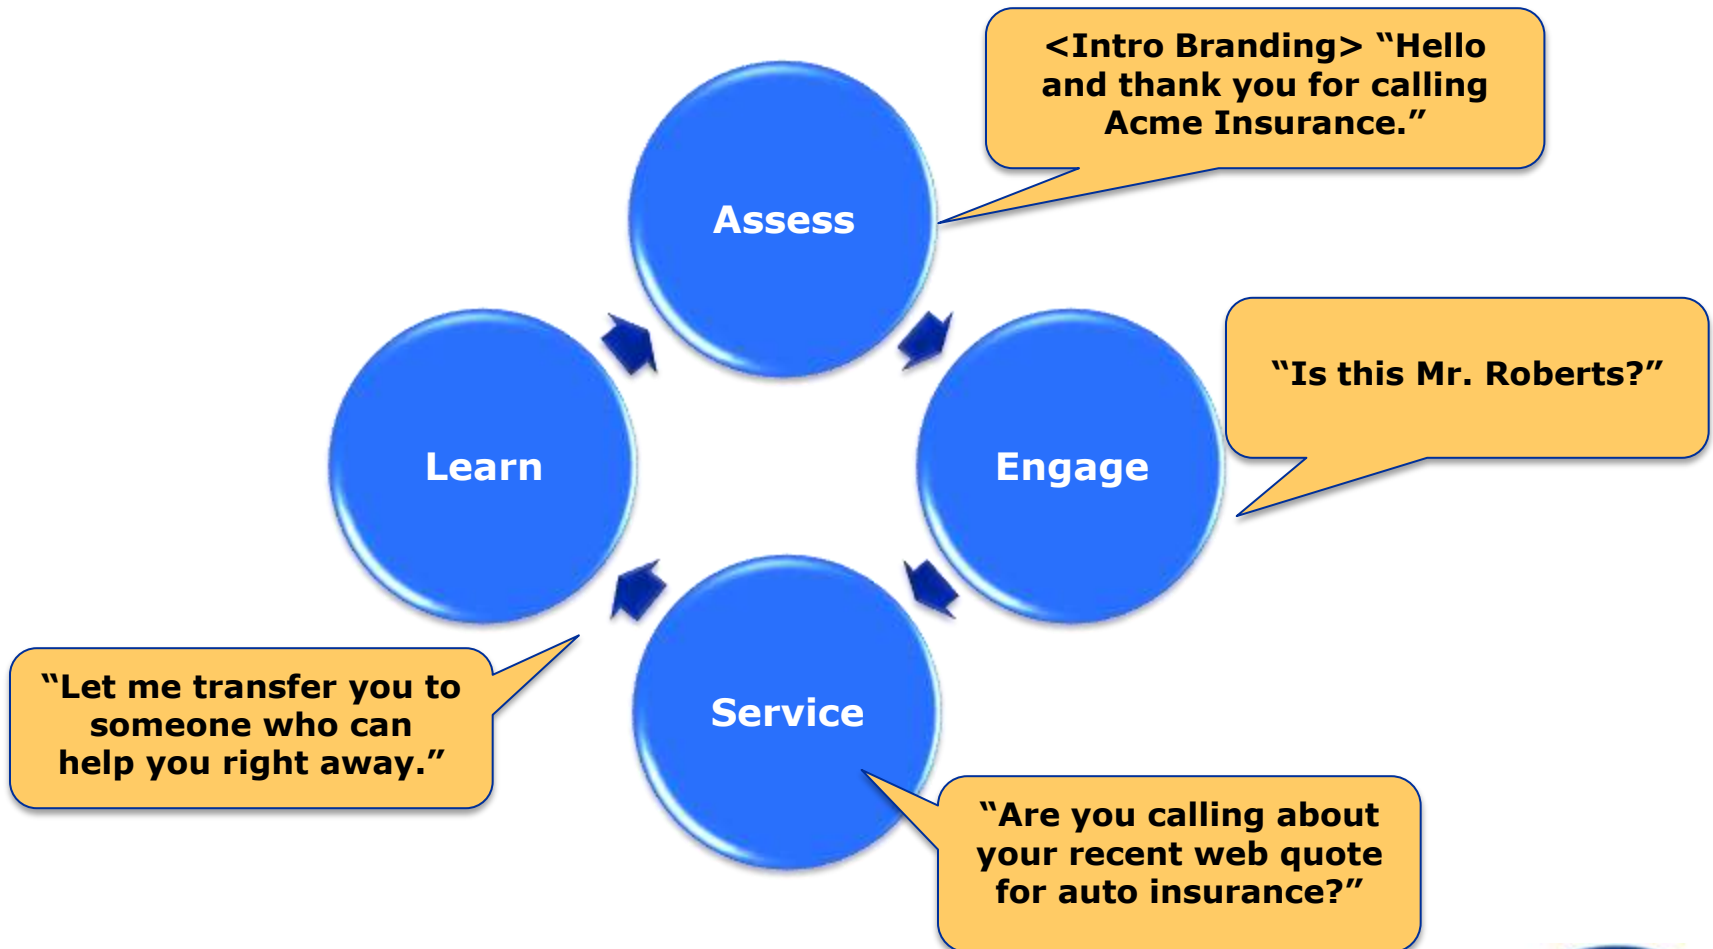 <Intro Branding> “Hello
and thank you for calling
Acme Insurance.”
Assess
“Is this Mr. Roberts?”
Learn
Engage
“Let me transfer you to
someone who can
help you right away.”
Service
“Are you calling about
your recent web quote
for auto insurance?”